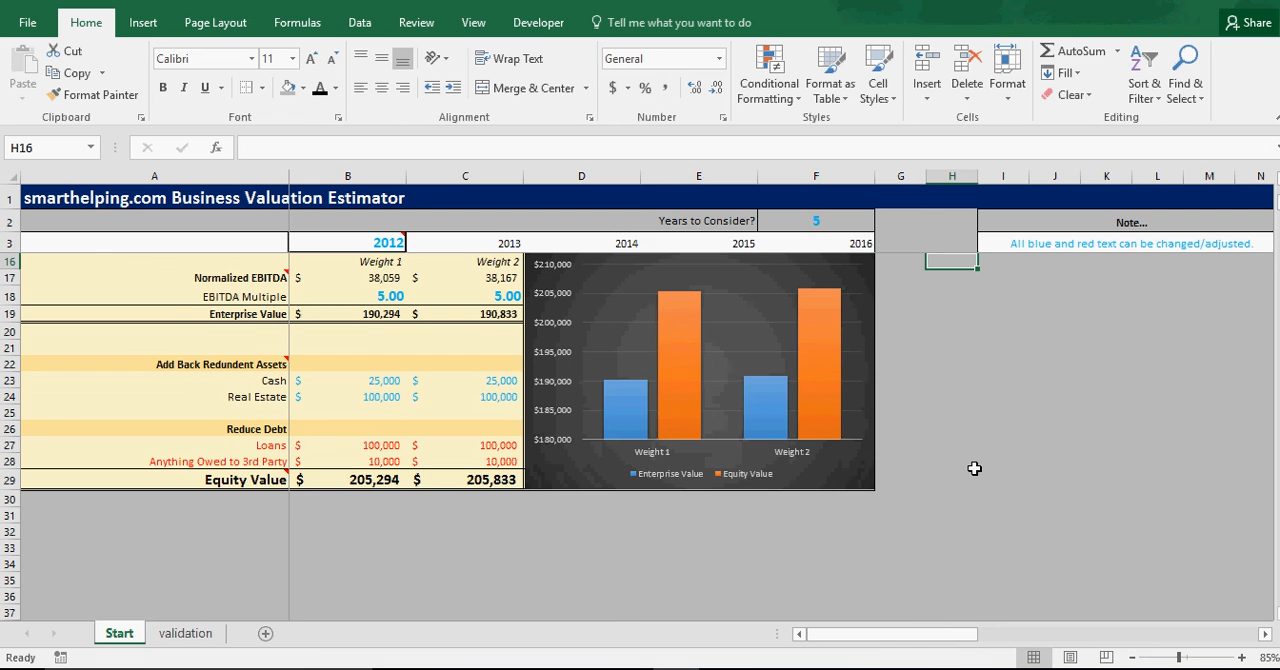 File Home Insert Page Layout Formulas Data Review View Developer Tell me what you want to do Share
Paste Cut Copy Format Painter
Calibri 11 A A
B I U A
Wrap Text
Merge & Center
General
$ % ,
Conditional Formatting Format as Table Cell Styles
Insert Delete Format
AutoSum Fill Clear
Sort & Filter Find & Select
Clipboard Font Alignment Number Styles Cells Editing
H16 fx
A B C D E F G H I J K L M N
1 smarthelping.com Business Valuation Estimator
2 Years to Consider? 5 Note...
3 2012 2013 2014 2015 2016 All blue and red text can be changed/adjusted.
16 Weight 1 Weight 2
17 Normalized EBITDA $ 38,059 $ 38,167
18 EBITDA Multiple 5.00 5.00
19 Enterprise Value $ 190,294 $ 190,833
20
21
22 Add Back Redundent Assets
23 Cash $ 25,000 $ 25,000
24 Real Estate $ 100,000 $ 100,000
25
26 Reduce Debt
27 Loans 100,000 100,000
28 Anything Owed to 3rd Party 10,000 10,000
29 Equity Value $ 205,294 $ 205,833
30
31
32
33
34
35
36
37
$210,000
$205,000
$200,000
$195,000
$190,000
$185,000
$180,000
Weight 1 Weight 2
Enterprise Value Equity Value
Start validation
Ready 85%